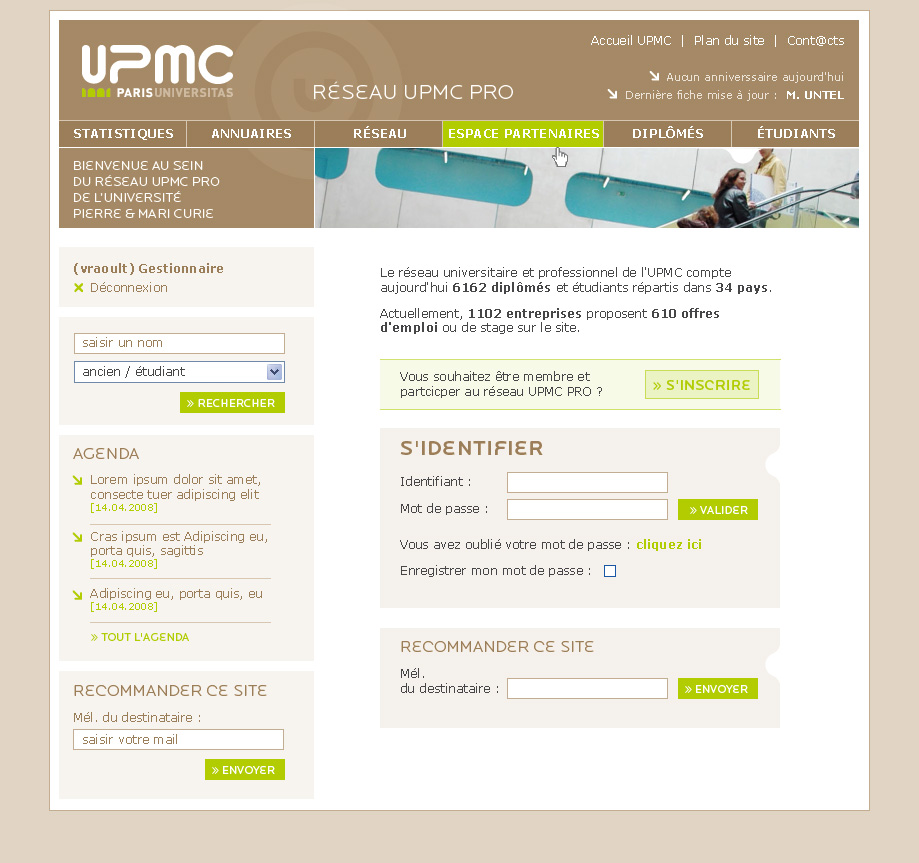 UPMC
PARISUNIVERSITAS
RÉSEAU UPMC PRO
Accueil UPMC | Plan du site | Cont@cts
Aucun anniverssaire aujourd'hui
Dernière fiche mise à jour : M. UNTEL
STATISTIQUES ANNUAIRES RÉSEAU ESPACE PARTENAIRES DIPLÔMÉS ÉTUDIANTS
BIENVENUE AU SEIN
DU RÉSEAU UPMC PRO
DE L'UNIVERSITÉ
PIERRE & MARI CURIE
(vraoult) Gestionnaire
Déconnexion
saisir un nom
ancien / étudiant
» RECHERCHER
AGENDA
Lorem ipsum dolor sit amet,
consecte tuer adipiscing elit
[14.04.2008]
Cras ipsum est Adipiscing eu,
porta quis, sagittis
[14.04.2008]
Adipiscing eu, porta quis, eu
[14.04.2008]
» TOUT L'AGENDA
RECOMMANDER CE SITE
Mél. du destinataire :
saisir votre mail
» ENVOYER
Le réseau universitaire et professionnel de l'UPMC compte
aujourd'hui 6162 diplômés et étudiants répartis dans 34 pays.
Actuellement, 1102 entreprises proposent 610 offres
d'emploi ou de stage sur le site.
Vous souhaitez être membre et
partcicper au réseau UPMC PRO ?
» S'INSCRIRE
S'IDENTIFIER
Identifiant :
Mot de passe :
» VALIDER
Vous avez oublié votre mot de passe : cliquez ici
Enregistrer mon mot de passe :
RECOMMANDER CE SITE
Mél.
du destinataire :
» ENVOYER